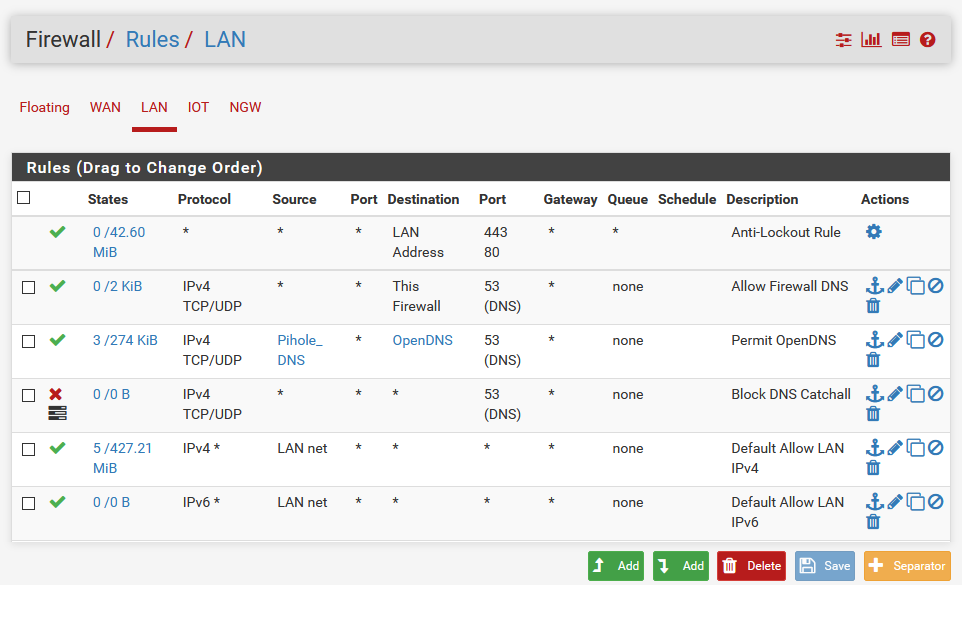 Firewall / Rules / LAN
Floating WAN LAN IOT NGW
Rules (Drag to Change Order)
States Protocol Source Port Destination Port Gateway Queue Schedule Description Actions
0 /42.60 * * * LAN 443 * * Anti-Lockout Rule
MiB Address 80
0 /2 KiB IPv4 * * This 53 * none Allow Firewall DNS
TCP/UDP Firewall (DNS)
3 /274 KiB IPv4 Pihole_ * OpenDNS 53 * none Permit OpenDNS
TCP/UDP DNS (DNS)
0 /0 B IPv4 * * * 53 * none Block DNS Catchall
TCP/UDP (DNS)
5 /427.21 IPv4 * LAN net * * * * none Default Allow LAN
MiB IPv4
0 /0 B IPv6 * LAN net * * * * none Default Allow LAN
IPv6
Add Add Delete Save Separator